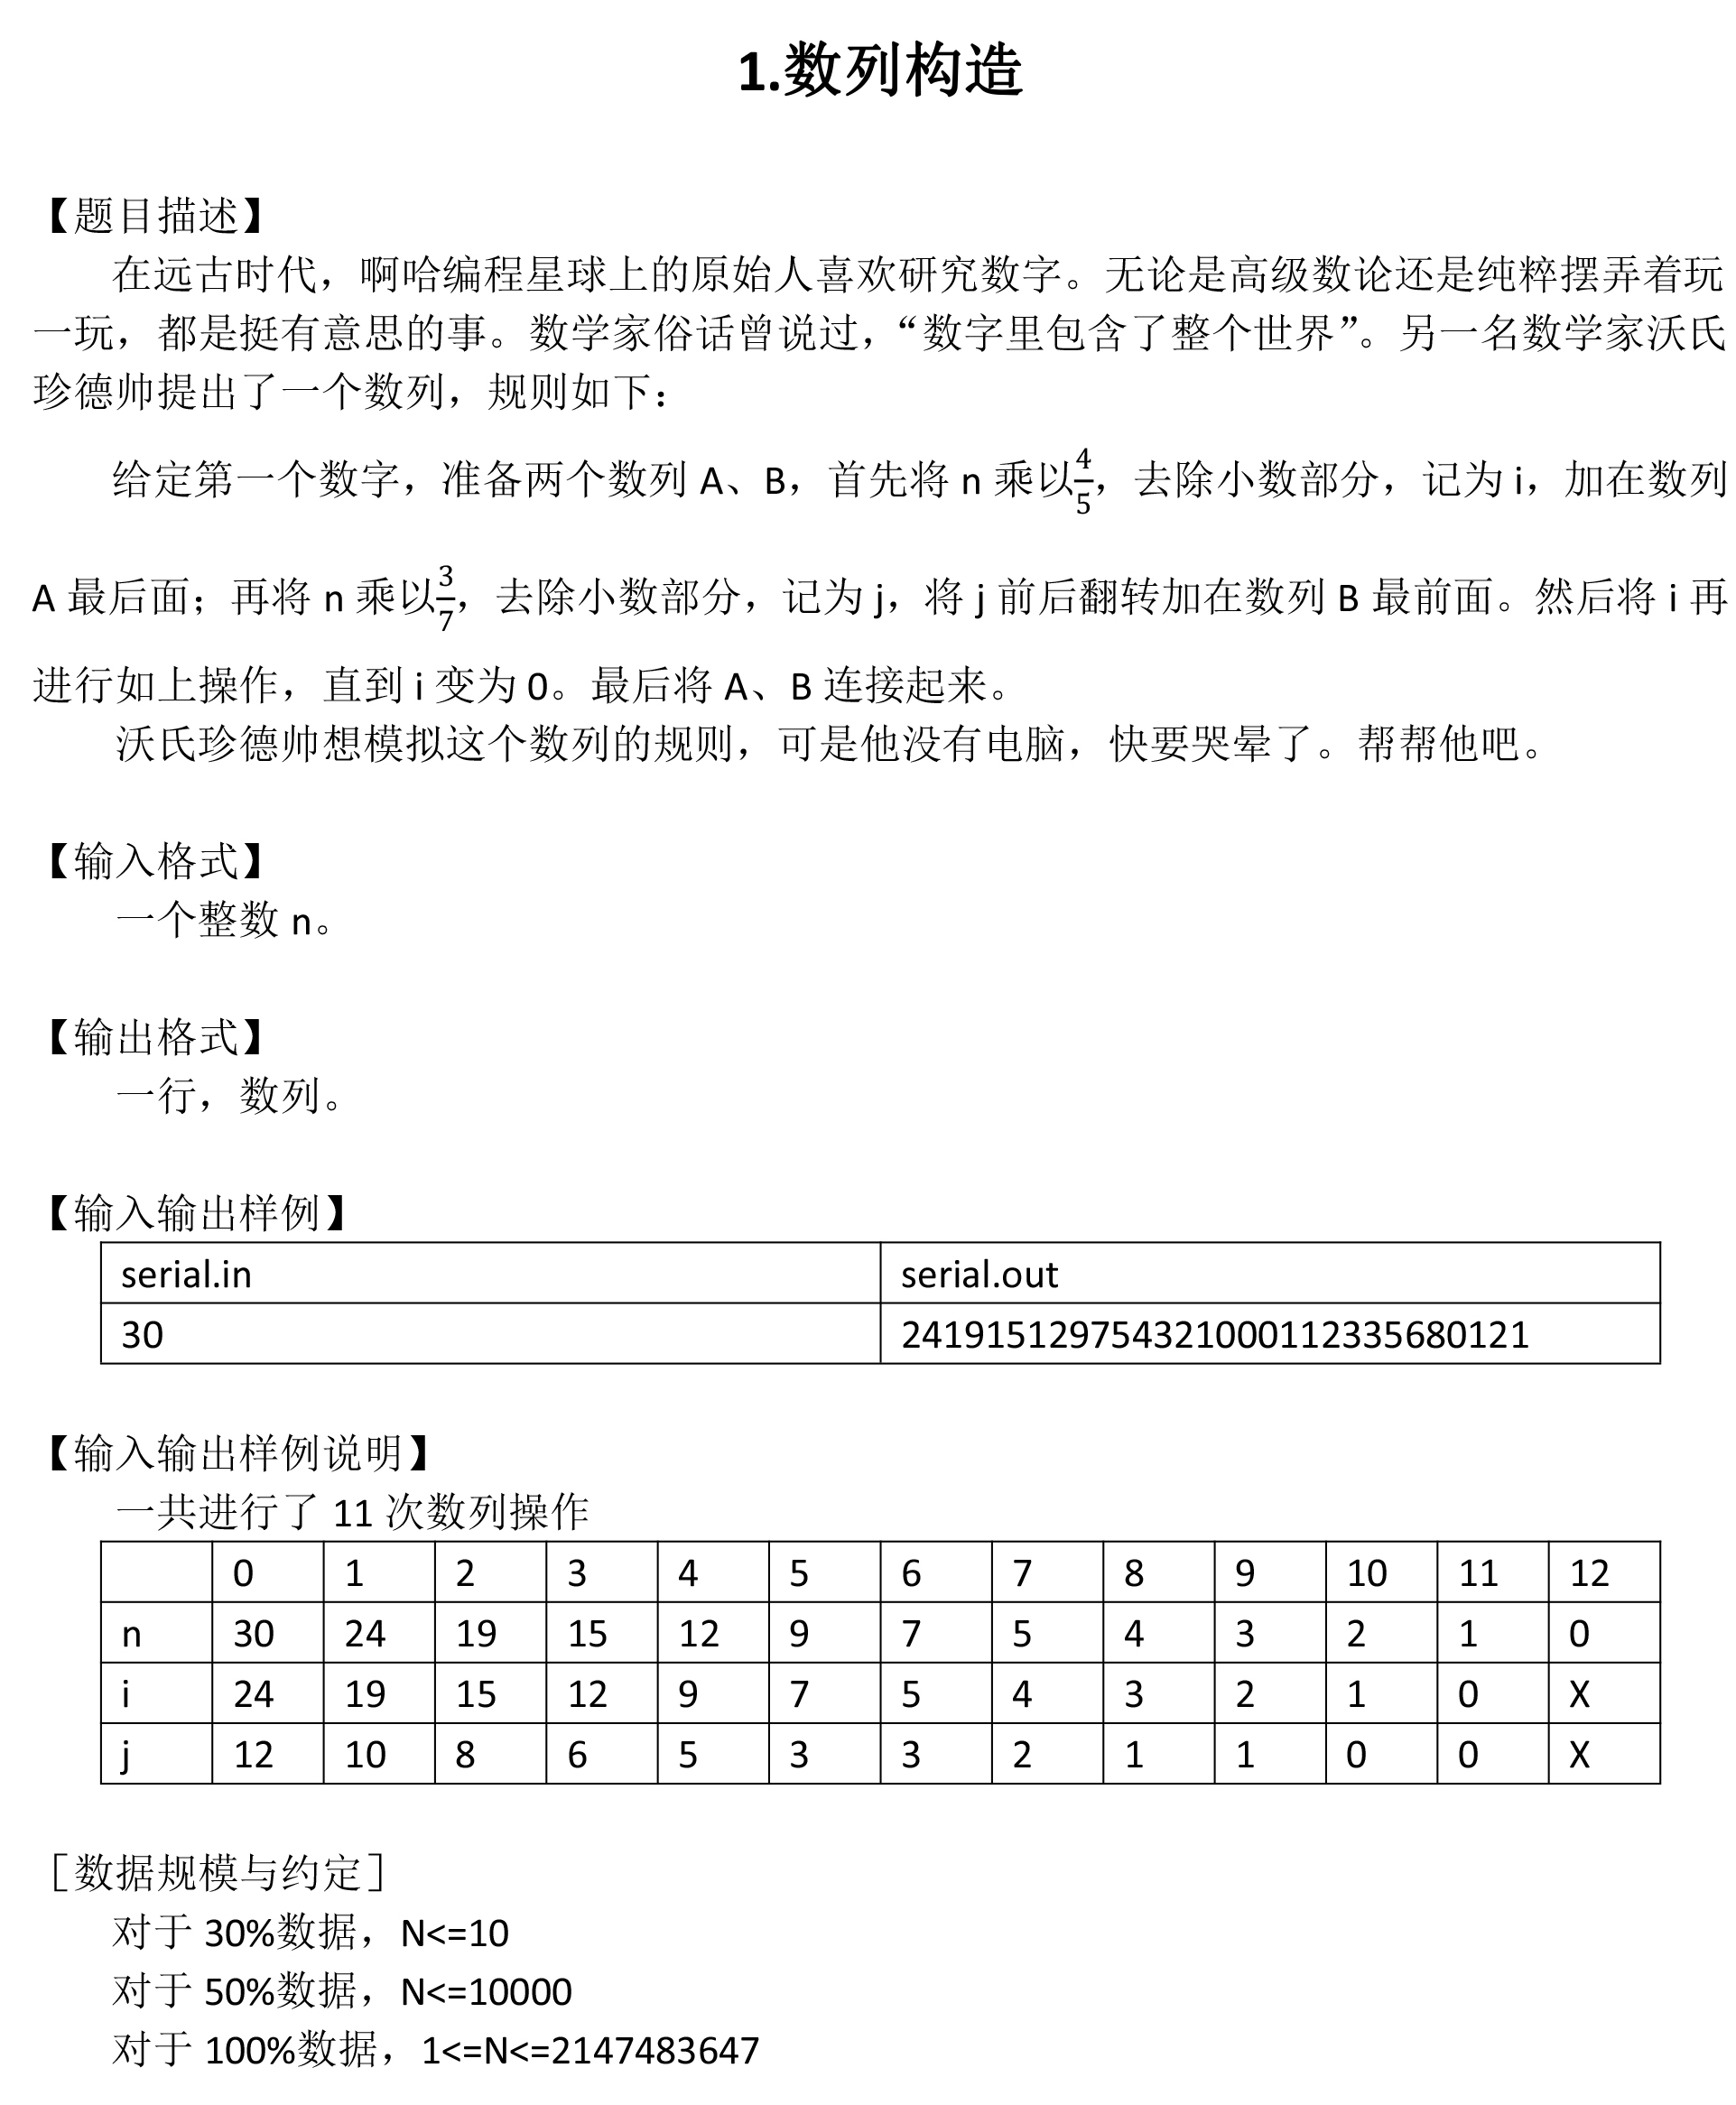 1.数列构造
【题目描述】
在远古时代，啊哈编程星球上的原始人喜欢研究数字。无论是高级数论还是纯粹摆弄着玩
一玩，都是挺有意思的事。数学家俗话曾说过，“数字里包含了整个世界”。另一名数学家沃氏
珍德帅提出了一个数列，规则如下：
给定第一个数字，准备两个数列 A、B，首先将 n 乘以4/5，去除小数部分，记为 i，加在数列
A 最后面；再将 n 乘以3/7，去除小数部分，记为 j，将 j 前后翻转加在数列 B 最前面。然后将 i 再
进行如上操作，直到 i 变为 0。最后将 A、B 连接起来。
沃氏珍德帅想模拟这个数列的规则，可是他没有电脑，快要哭晕了。帮帮他吧。
【输入格式】
一个整数 n。
【输出格式】
一行，数列。
【输入输出样例】
serial.in serial.out
30 2419151297543210001123356801​21
【输入输出样例说明】
一共进行了 11 次数列操作
0 1 2 3 4 5 6 7 8 9 10 11 12
n 30 24 19 15 12 9 7 5 4 3 2 1 0
i 24 19 15 12 9 7 5 4 3 2 1 0 X
j 12 10 8 6 5 3 3 2 1 1 0 0 X
［数据规模与约定］
对于 30%数据，N<=10
对于 50%数据，N<=10000
对于 100%数据，1<=N<=2147483647